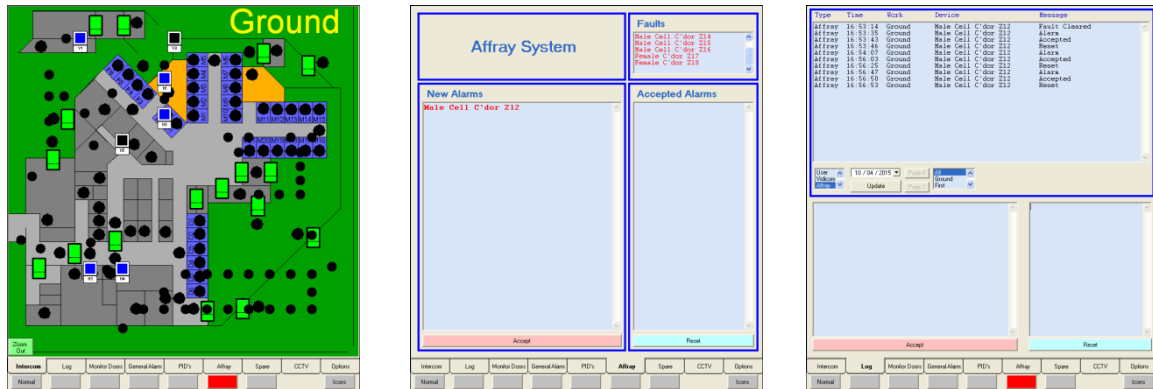 Ground
V1
V2
M11 M12 M13 M14 M15
Zoom
Out
Intercom Log Monitor Doors General Alarm PID's Affray Spare CCTV Options
Normal Icons
Affray System
Faults
Male Cell C'dor Z14
Male Cell C'dor Z15
Male Cell C'dor Z16
Female Cell C'dor Z17
Female Cell C'dor Z18
New Alarms
Male Cell C'dor Z12
Accepted Alarms
Accept Reset
Intercom Log Monitor Doors General Alarm PID's Affray Spare CCTV Options
Normal Icons
Type Time Work Device Message
Affray 16:53:14 Ground Male Cell C'dor Z12 Fault Cleared
Affray 16:53:35 Ground Male Cell C'dor Z12 Alarm
Affray 16:53:43 Ground Male Cell C'dor Z12 Accepted
Affray 16:53:46 Ground Male Cell C'dor Z12 Reset
Affray 16:54:07 Ground Male Cell C'dor Z12 Alarm
Affray 16:56:03 Ground Male Cell C'dor Z12 Accepted
Affray 16:56:25 Ground Male Cell C'dor Z12 Reset
Affray 16:56:47 Ground Male Cell C'dor Z12 Alarm
Affray 16:56:50 Ground Male Cell C'dor Z12 Accepted
Affray 16:56:53 Ground Male Cell C'dor Z12 Reset
User 10 / 04 / 2015 All
Vidicom Update Ground
Affray First
Accept Reset
Intercom Log Monitor Doors General Alarm PID's Affray Spare CCTV Options
Normal Icons